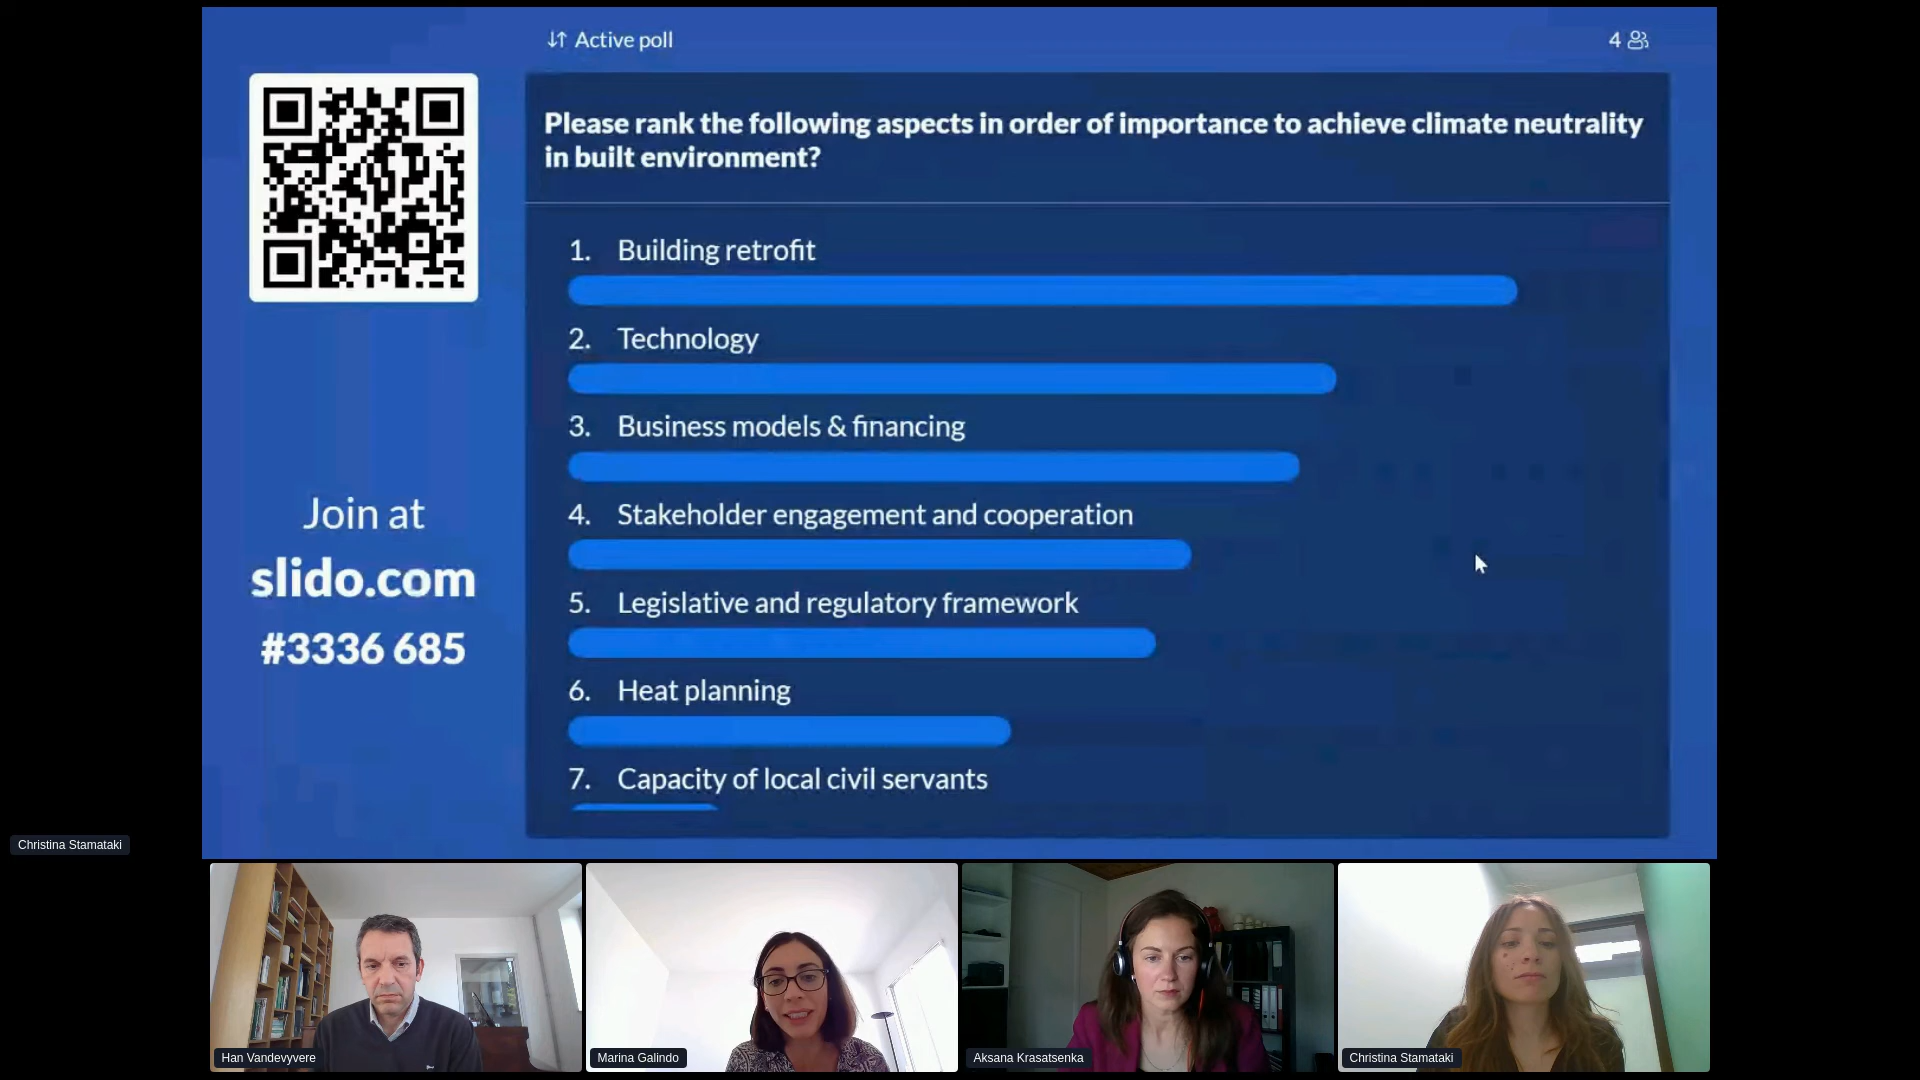 Active poll
4
Please rank the following aspects in order of importance to achieve climate neutrality
in built environment?
1. Building retrofit
2. Technology
3. Business models & financing
4. Stakeholder engagement and cooperation
5. Legislative and regulatory framework
6. Heat planning
7. Capacity of local civil servants
Join at
slido.com
#3336 685
Christina Stamataki
Han Vandevyvere
Marina Galindo
Aksana Krasatsenka
Christina Stamataki